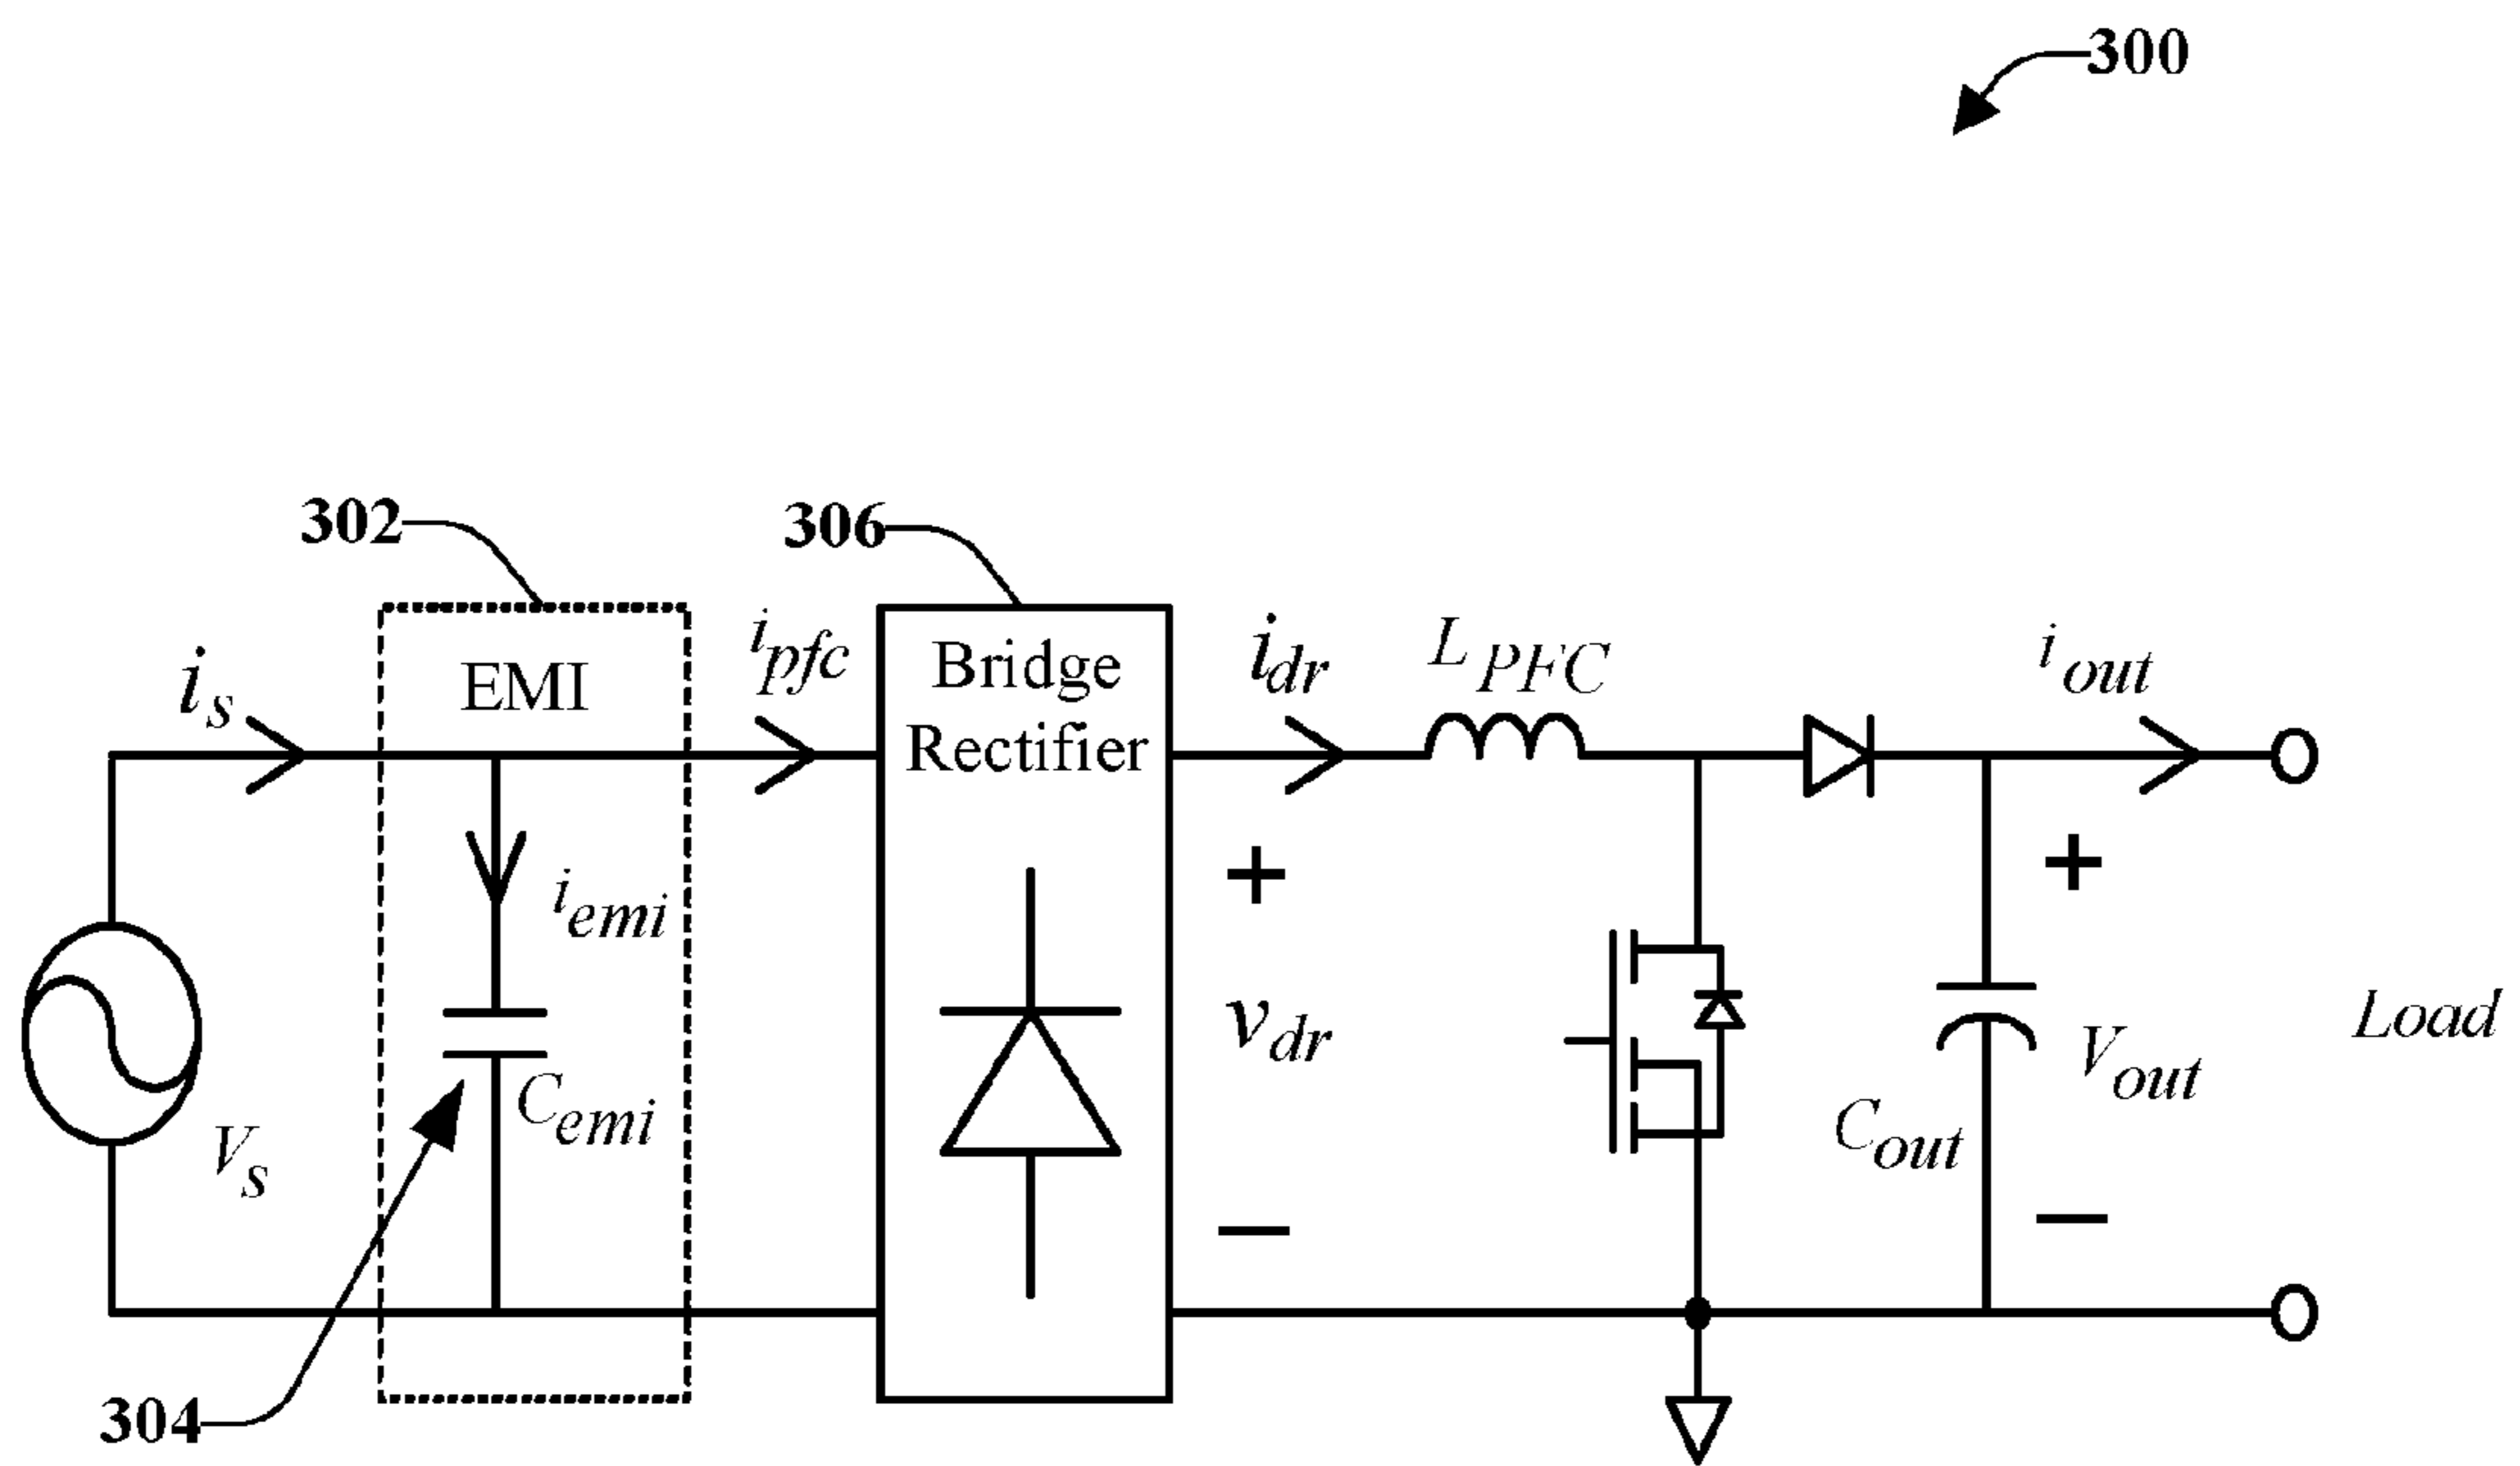 300
302
306
i_s
EMI
i_pfc
Bridge
Rectifier
i_dr
L_PFC
i_out
+
+
i_emi
v_dr
Load
V_out
C_emi
C_out
V_s
−
−
304